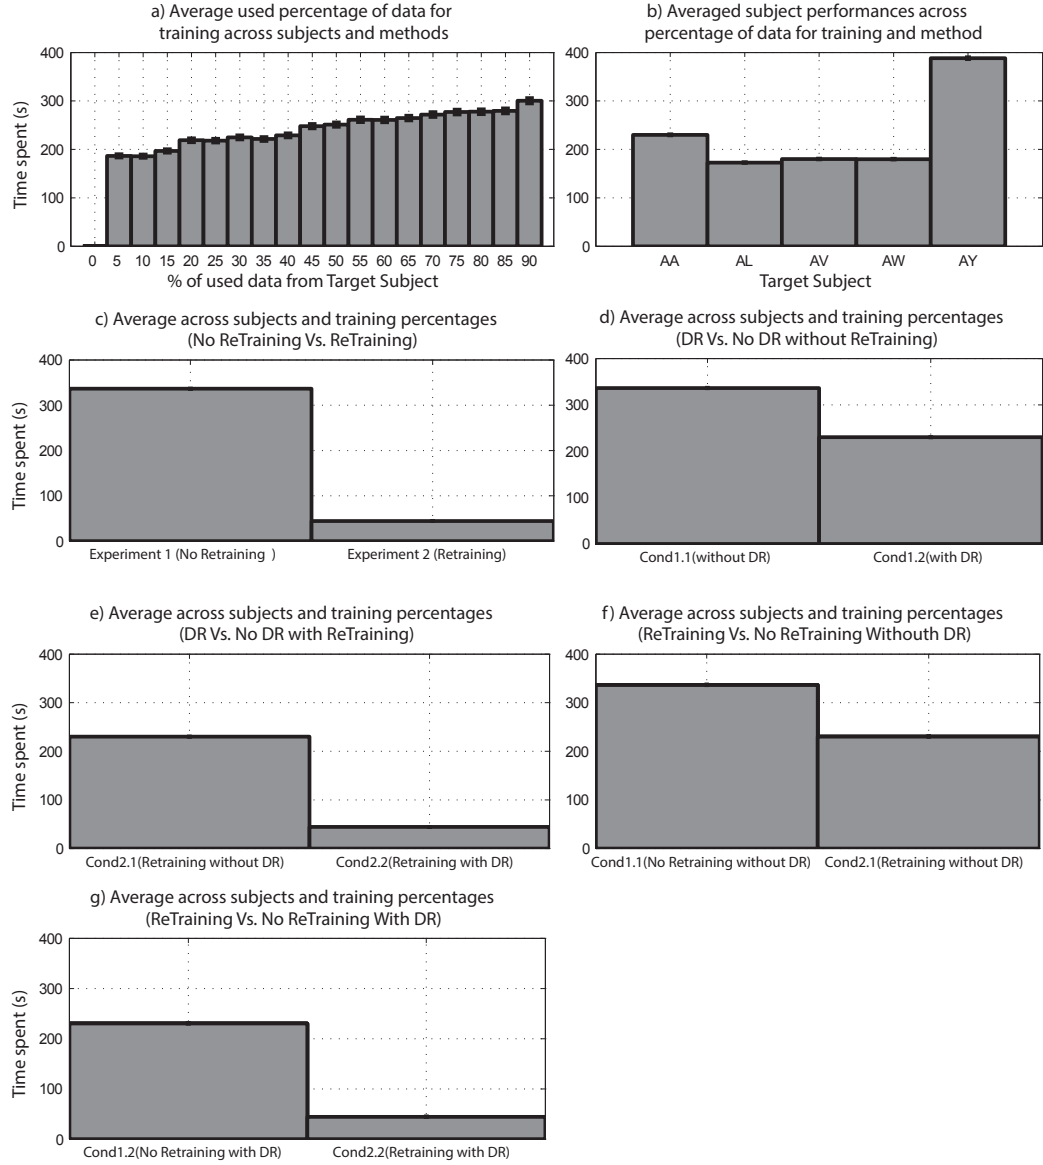 a) Average used percentage of data for
training across subjects and methods
400
300
200
100
0
Time spent (s)
0 5 10 15 20 25 30 35 40 45 50 55 60 65 70 75 80 85 90
% of used data from Target Subject
b) Averaged subject performances across
percentage of data for training and method
400
300
200
100
0
AA AL AV AW AY
Target Subject
c) Average across subjects and training percentages
(No ReTraining Vs. ReTraining)
400
300
200
100
0
Time spent (s)
Experiment 1 (No Retraining ) Experiment 2 (Retraining)
d) Average across subjects and training percentages
(DR Vs. No DR without ReTraining)
400
300
200
100
0
Cond1.1(without DR) Cond1.2(with DR)
e) Average across subjects and training percentages
(DR Vs. No DR with ReTraining)
400
300
200
100
0
Time spent (s)
Cond2.1(Retraining without DR) Cond2.2(Retraining with DR)
f) Average across subjects and training percentages
(ReTraining Vs. No ReTraining Withouth DR)
400
300
200
100
0
Cond1.1(No Retraining without DR) Cond2.1(Retraining without DR)
g) Average across subjects and training percentages
(ReTraining Vs. No ReTraining With DR)
400
300
200
100
0
Time spent (s)
Cond1.2(No Retraining with DR) Cond2.2(Retraining with DR)